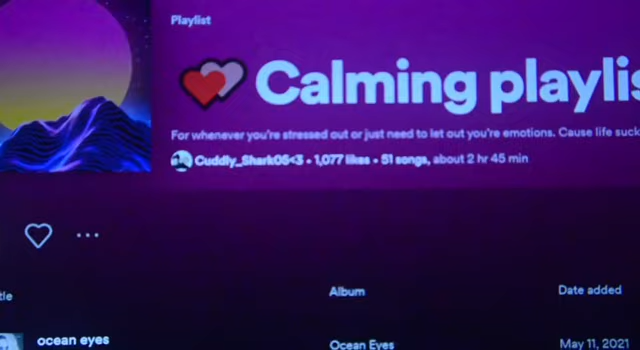 Playlist
Calming playlis
For whenever you're stressed out or just need to let out you're emotions. Cause life suck
Cuddly_Shark05<3 • 1,077 likes • 51 songs, about 2 hr 45 min
tle
Album
Date added
ocean eyes
Ocean Eyes
May 11, 2021